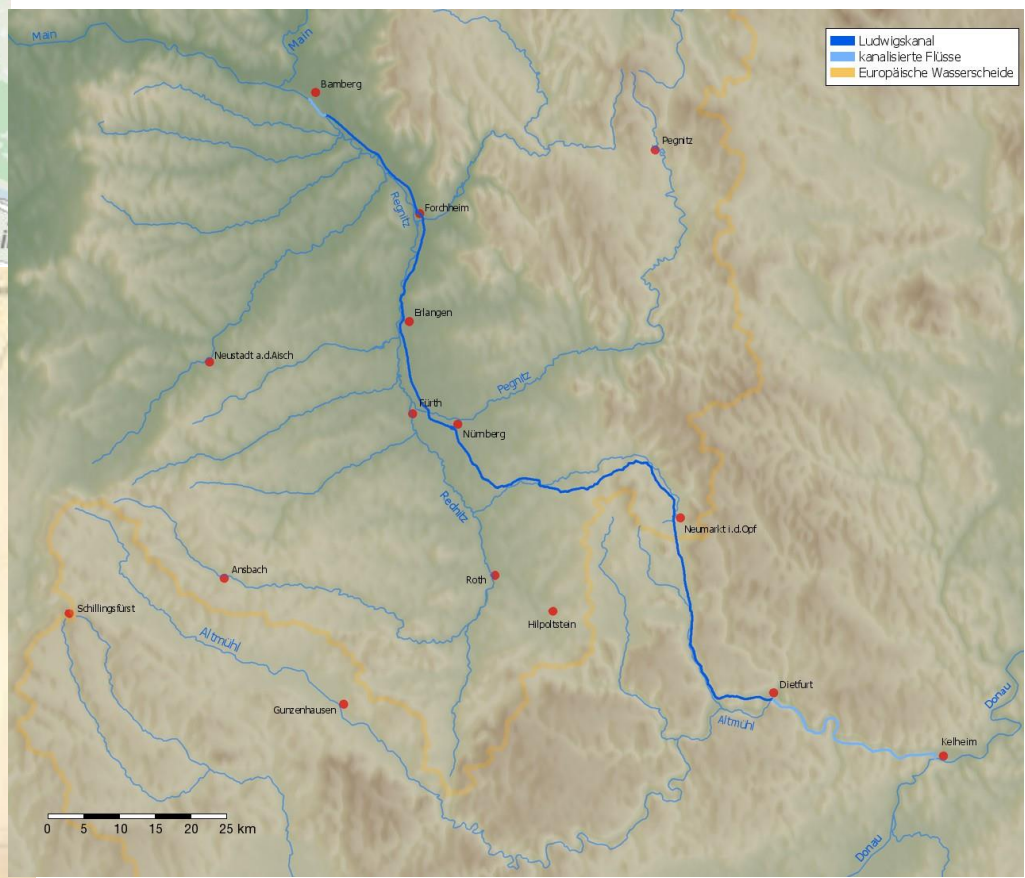 Main
Main
Ludwigskanal
kanalisierte Flüsse
Europäische Wasserscheide
Bamberg
Pegnitz
Regnitz
Forchheim
Erlangen
Neustadt a.d.Aisch
Pegnitz
Fürth
Nürnberg
Rednitz
Neumarkt i.d.Opf
Ansbach
Roth
Schillingsfürst
Hilpoltstein
Altmühl
Dietfurt
Donau
Gunzenhausen
Altmühl
Kelheim
0 5 10 15 20 25 km
Donau